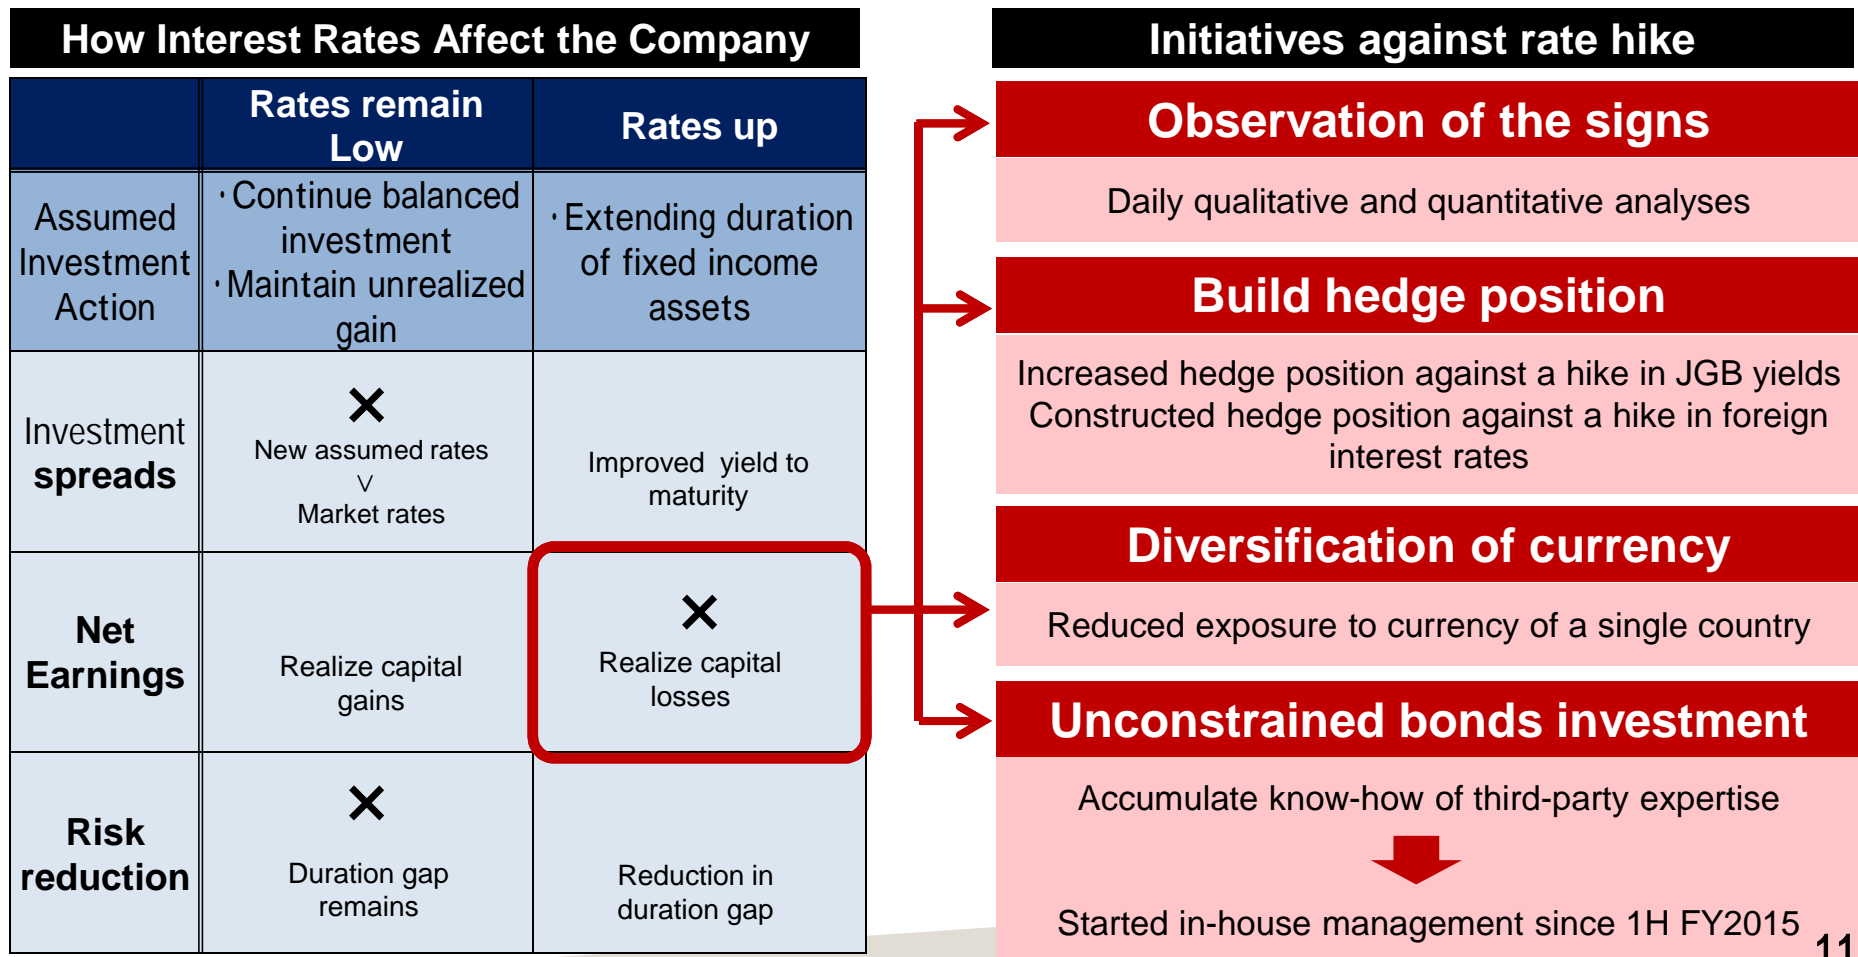 How Interest Rates Affect the Company
Rates remain
Low
Rates up
Assumed
Investment
Action
・Continue balanced
investment
・Maintain unrealized
gain
・Extending duration
of fixed income
assets
Investment
spreads
×
New assumed rates
∨
Market rates
Improved yield to
maturity
Net
Earnings
Realize capital
gains
×
Realize capital
losses
Risk
reduction
×
Duration gap
remains
Reduction in
duration gap
Initiatives against rate hike
Observation of the signs
Daily qualitative and quantitative analyses
Build hedge position
Increased hedge position against a hike in JGB yields
Constructed hedge position against a hike in foreign
interest rates
Diversification of currency
Reduced exposure to currency of a single country
Unconstrained bonds investment
Accumulate know-how of third-party expertise
Started in-house management since 1H FY2015
11